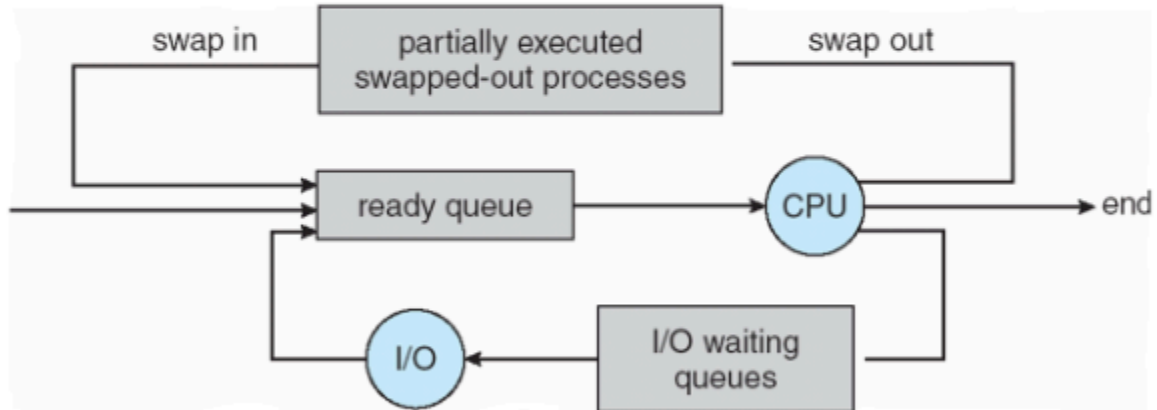 swap in
partially executed
swapped-out processes
swap out
ready queue
CPU
end
I/O
I/O waiting
queues